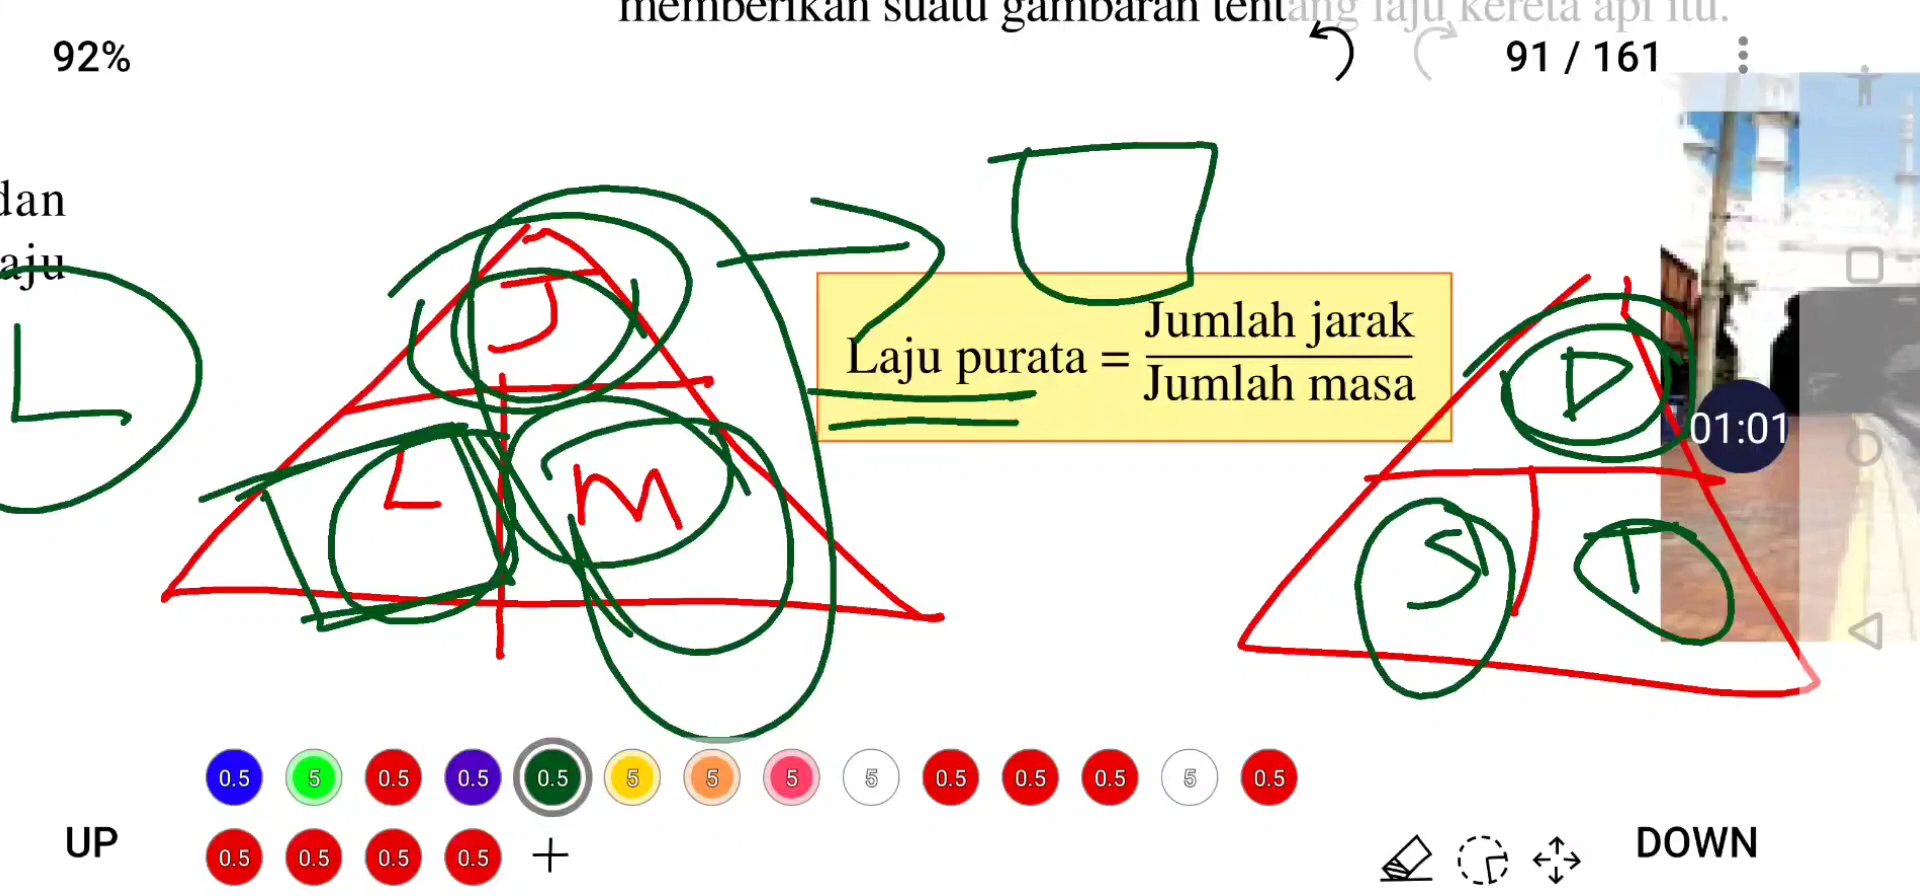 memberikan suatu gambaran tentang laju kereta api itu.
92%
91 / 161
dan
laju
L
J
L M
Laju purata = Jumlah jarak
Jumlah masa
D
S T
01:01
0.5 5 0.5 0.5 0.5 5 5 5 5 0.5 0.5 0.5 5 0.5
UP 0.5 0.5 0.5 0.5 + DOWN